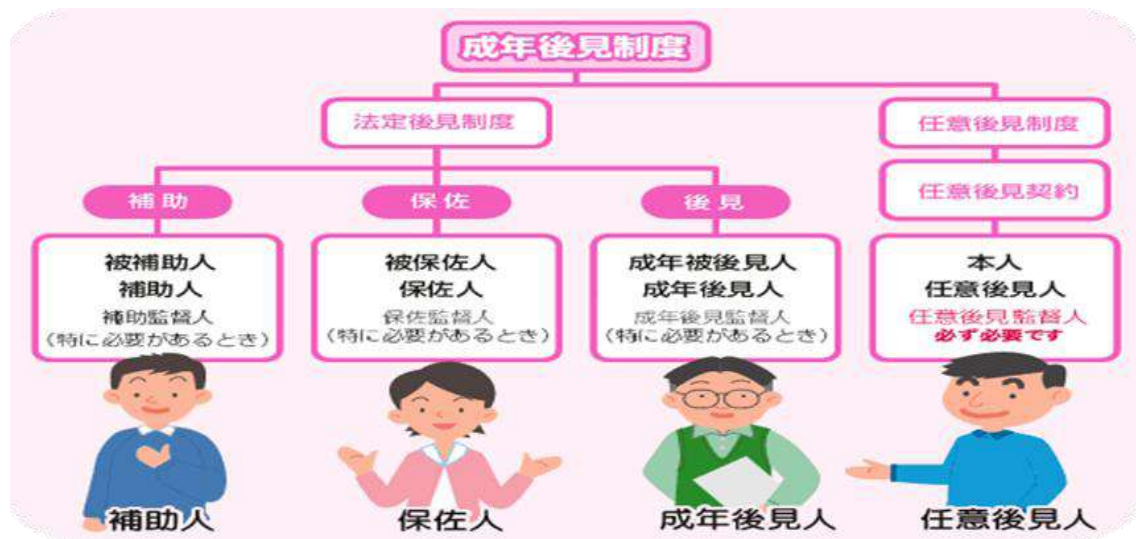 成年後見制度
法定後見制度
任意後見制度
任意後見契約
補助
保佐
後見
被補助人
補助人
補助監督人
(特に必要があるとき)
被保佐人
保佐人
保佐監督人
(特に必要があるとき)
成年被後見人
成年後見人
成年後見監督人
(特に必要があるとき)
本人
任意後見人
任意後見監督人
必ず必要です
補助人
保佐人
成年後見人
任意後見人